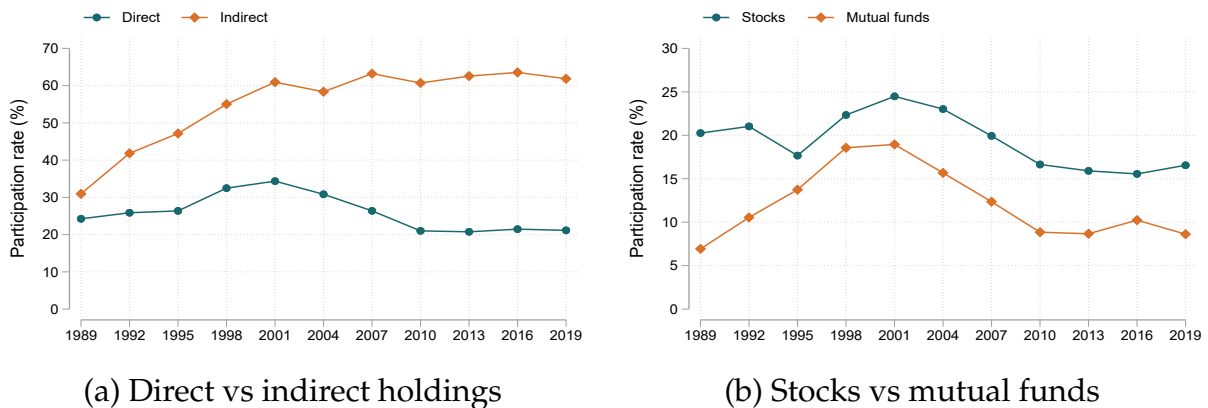 Direct Indirect
Participation rate (%)
70
60
50
40
30
20
10
0
1989 1992 1995 1998 2001 2004 2007 2010 2013 2016 2019
(a) Direct vs indirect holdings
Stocks Mutual funds
Participation rate (%)
30
25
20
15
10
5
0
1989 1992 1995 1998 2001 2004 2007 2010 2013 2016 2019
(b) Stocks vs mutual funds